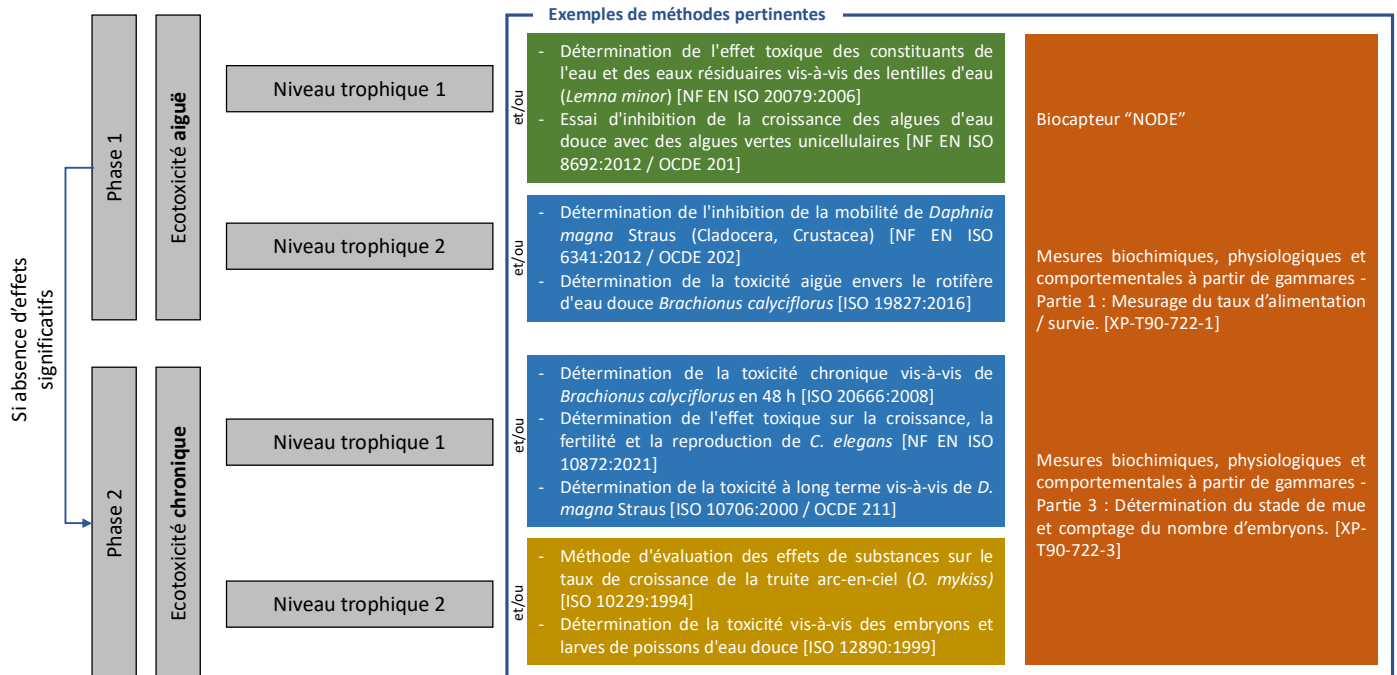 Exemples de méthodes pertinentes
Si absence d'effets
significatifs
Phase 1
Ecotoxicité aiguë
Niveau trophique 1
et/ou
- Détermination de l'effet toxique des constituants de
l'eau et des eaux résiduaires vis-à-vis des lentilles d'eau
(Lemna minor) [NF EN ISO 20079:2006]
- Essai d'inhibition de la croissance des algues d'eau
douce avec des algues vertes unicellulaires [NF EN ISO
8692:2012 / OCDE 201]
Niveau trophique 2
et/ou
- Détermination de l'inhibition de la mobilité de Daphnia
magna Straus (Cladocera, Crustacea) [NF EN ISO
6341:2012 / OCDE 202]
- Détermination de la toxicité aigüe envers le rotifère
d'eau douce Brachionus calyciflorus [ISO 19827:2016]
Phase 2
Ecotoxicité chronique
Niveau trophique 1
et/ou
- Détermination de la toxicité chronique vis-à-vis de
Brachionus calyciflorus en 48 h [ISO 20666:2008]
- Détermination de l'effet toxique sur la croissance, la
fertilité et la reproduction de C. elegans [NF EN ISO
10872:2021]
- Détermination de la toxicité à long terme vis-à-vis de D.
magna Straus [ISO 10706:2000 / OCDE 211]
Niveau trophique 2
et/ou
- Méthode d'évaluation des effets de substances sur le
taux de croissance de la truite arc-en-ciel (O. mykiss)
[ISO 10229:1994]
- Détermination de la toxicité vis-à-vis des embryons et
larves de poissons d'eau douce [ISO 12890:1999]
Biocapteur “NODE”
Mesures biochimiques, physiologiques et
comportementales à partir de gammares -
Partie 1 : Mesurage du taux d’alimentation
/ survie. [XP-T90-722-1]
Mesures biochimiques, physiologiques et
comportementales à partir de gammares -
Partie 3 : Détermination du stade de mue
et comptage du nombre d’embryons. [XP-
T90-722-3]